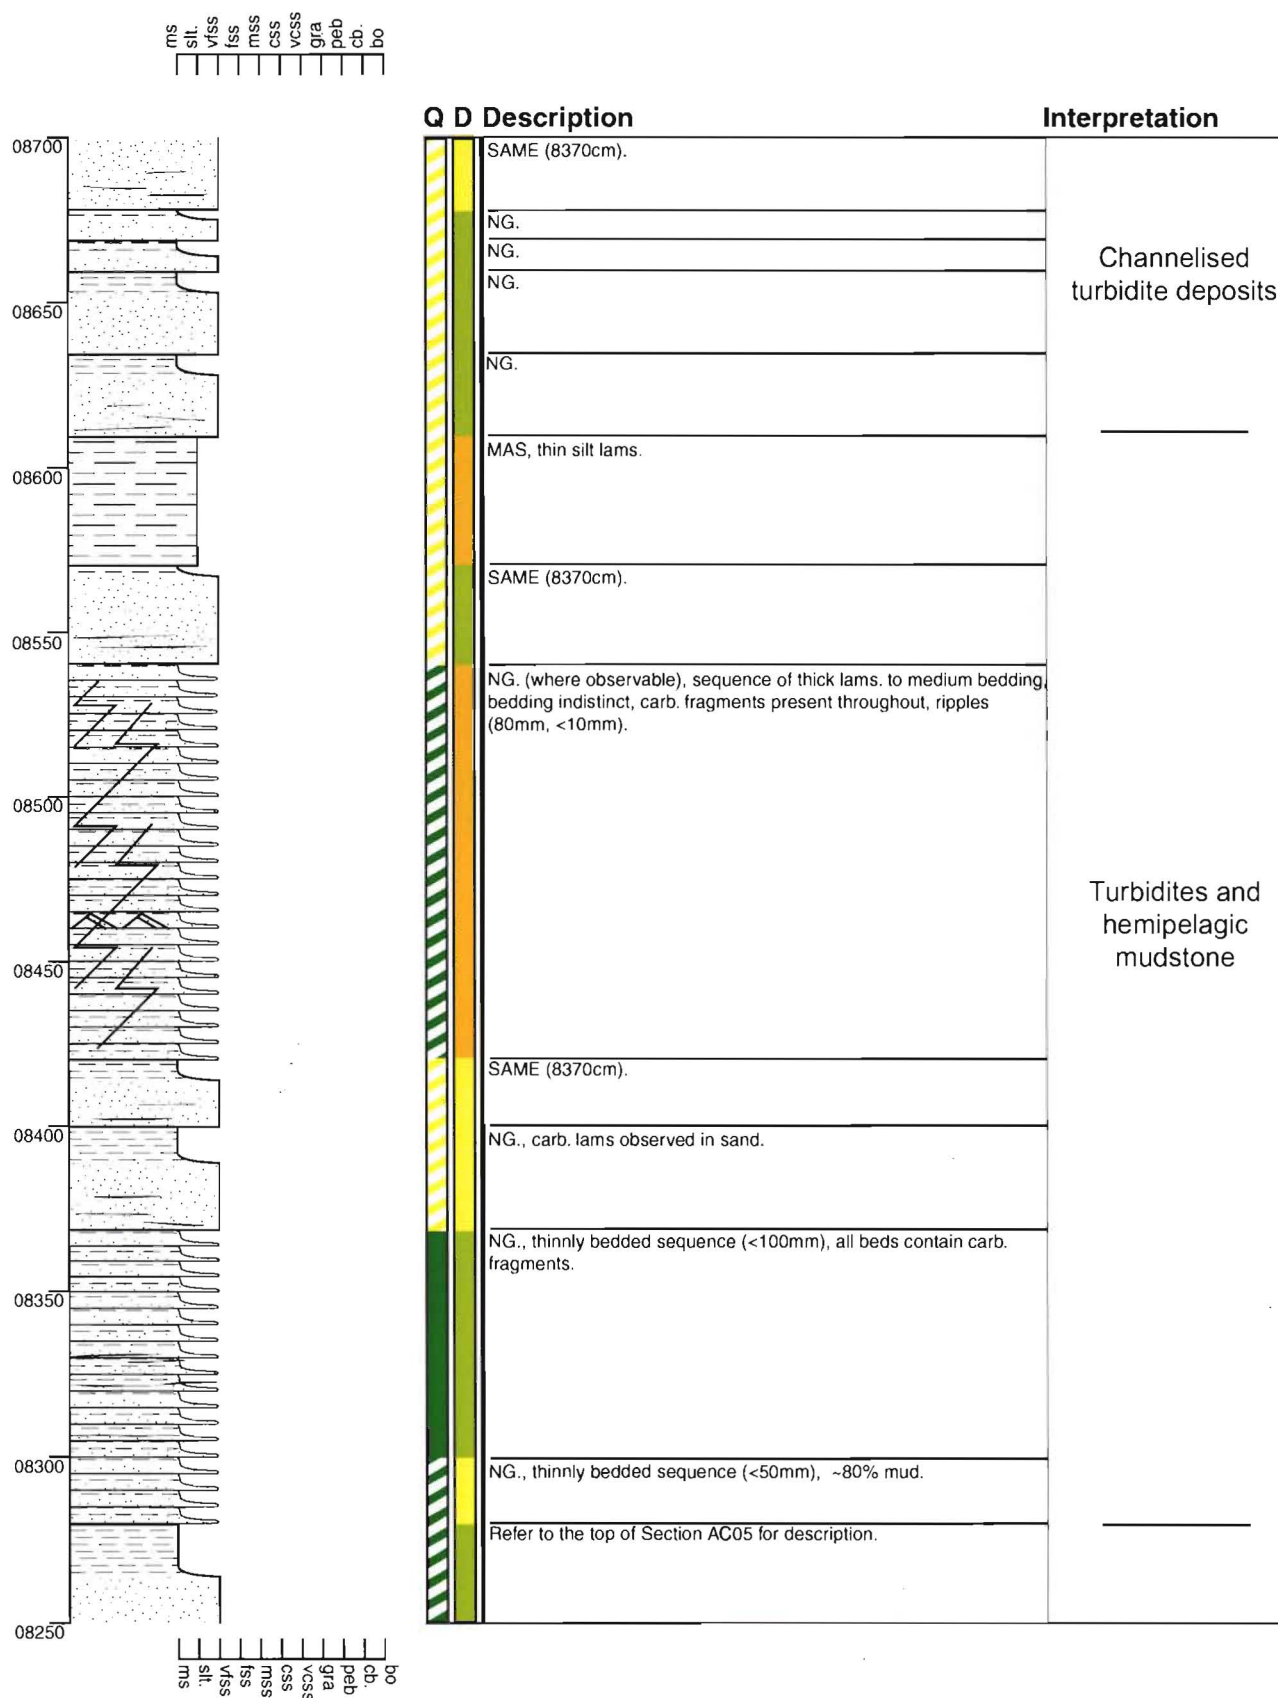 ms
slt.
vfss
fss
mss
css
vcss
gra
peb
cb.
bo
Q D Description
Interpretation
08700
SAME (8370cm).
NG.
NG.
NG.
Channelised
turbidite deposits
08650
NG.
MAS, thin silt lams.
08600
SAME (8370cm).
08550
NG. (where observable), sequence of thick lams. to medium bedding,
bedding indistinct, carb. fragments present throughout, ripples
(80mm, <10mm).
08500
Turbidites and
hemipelagic
mudstone
08450
SAME (8370cm).
08400
NG., carb. lams observed in sand.
NG., thinnly bedded sequence (<100mm), all beds contain carb.
fragments.
08350
08300
NG., thinnly bedded sequence (<50mm), ~80% mud.
Refer to the top of Section AC05 for description.
08250
ms
slt.
vfss
fss
mss
css
vcss
gra
peb
cb.
bo